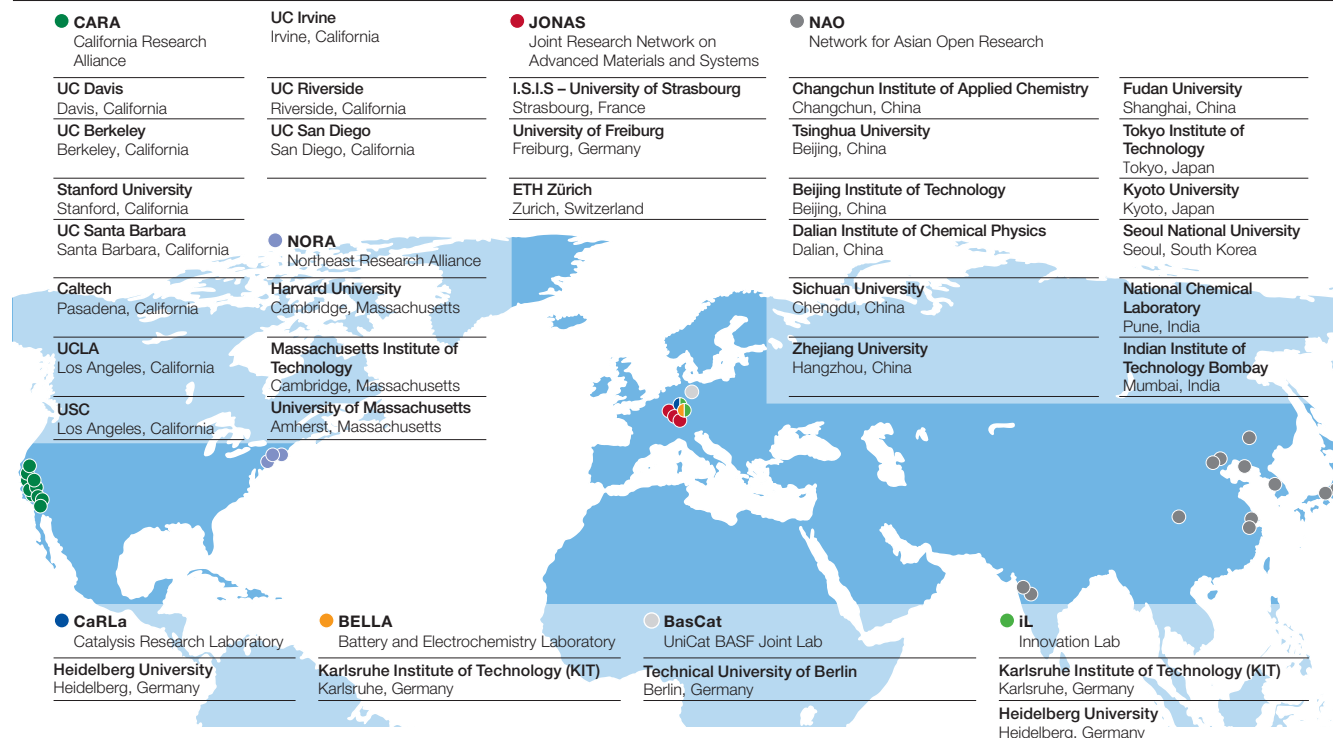 CARA
California Research
Alliance
UC Davis
Davis, California
UC Berkeley
Berkeley, California
Stanford University
Stanford, California
UC Santa Barbara
Santa Barbara, California
Caltech
Pasadena, California
UCLA
Los Angeles, California
USC
Los Angeles, California
UC Irvine
Irvine, California
UC Riverside
Riverside, California
UC San Diego
San Diego, California
NORA
Northeast Research Alliance
Harvard University
Cambridge, Massachusetts
Massachusetts Institute of
Technology
Cambridge, Massachusetts
University of Massachusetts
Amherst, Massachusetts
JONAS
Joint Research Network on
Advanced Materials and Systems
I.S.I.S – University of Strasbourg
Strasbourg, France
University of Freiburg
Freiburg, Germany
ETH Zürich
Zurich, Switzerland
NAO
Network for Asian Open Research
Changchun Institute of Applied Chemistry
Changchun, China
Tsinghua University
Beijing, China
Beijing Institute of Technology
Beijing, China
Dalian Institute of Chemical Physics
Dalian, China
Sichuan University
Chengdu, China
Zhejiang University
Hangzhou, China
Fudan University
Shanghai, China
Tokyo Institute of
Technology
Tokyo, Japan
Kyoto University
Kyoto, Japan
Seoul National University
Seoul, South Korea
National Chemical
Laboratory
Pune, India
Indian Institute of
Technology Bombay
Mumbai, India
CaRLa
Catalysis Research Laboratory
Heidelberg University
Heidelberg, Germany
BELLA
Battery and Electrochemistry Laboratory
Karlsruhe Institute of Technology (KIT)
Karlsruhe, Germany
BasCat
UniCat BASF Joint Lab
Technical University of Berlin
Berlin, Germany
iL
Innovation Lab
Karlsruhe Institute of Technology (KIT)
Karlsruhe, Germany
Heidelberg University
Heidelberg, Germany